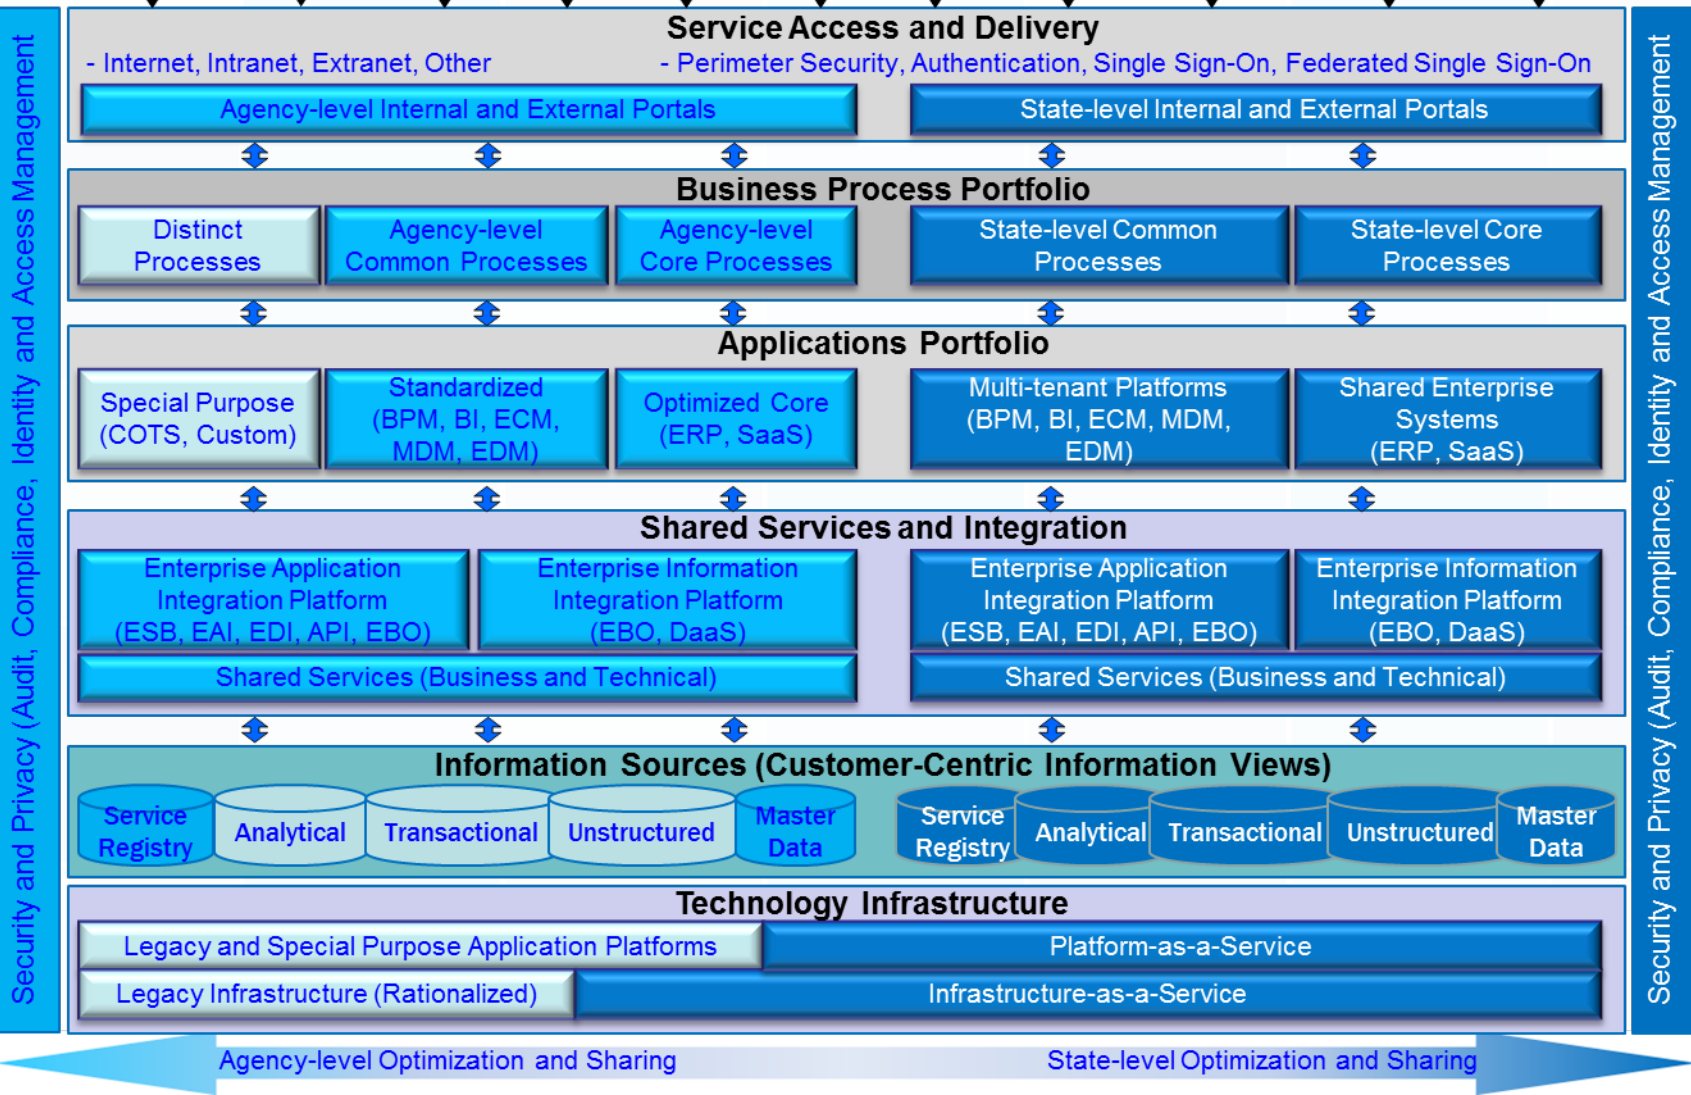 Service Access and Delivery
- Internet, Intranet, Extranet, Other
- Perimeter Security, Authentication, Single Sign-On, Federated Single Sign-On
Agency-level Internal and External Portals
State-level Internal and External Portals
Business Process Portfolio
Distinct
Processes
Agency-level
Common Processes
Agency-level
Core Processes
State-level Common
Processes
State-level Core
Processes
Applications Portfolio
Special Purpose
(COTS, Custom)
Standardized
(BPM, BI, ECM,
MDM, EDM)
Optimized Core
(ERP, SaaS)
Multi-tenant Platforms
(BPM, BI, ECM, MDM,
EDM)
Shared Enterprise
Systems
(ERP, SaaS)
Shared Services and Integration
Enterprise Application
Integration Platform
(ESB, EAI, EDI, API, EBO)
Enterprise Information
Integration Platform
(EBO, DaaS)
Shared Services (Business and Technical)
Enterprise Application
Integration Platform
(ESB, EAI, EDI, API, EBO)
Enterprise Information
Integration Platform
(EBO, DaaS)
Shared Services (Business and Technical)
Information Sources (Customer-Centric Information Views)
Service
Registry
Analytical
Transactional
Unstructured
Master
Data
Service
Registry
Analytical
Transactional
Unstructured
Master
Data
Technology Infrastructure
Legacy and Special Purpose Application Platforms
Platform-as-a-Service
Legacy Infrastructure (Rationalized)
Infrastructure-as-a-Service
Agency-level Optimization and Sharing
State-level Optimization and Sharing
Security and Privacy (Audit, Compliance, Identity and Access Management
Security and Privacy (Audit, Compliance, Identity and Access Management